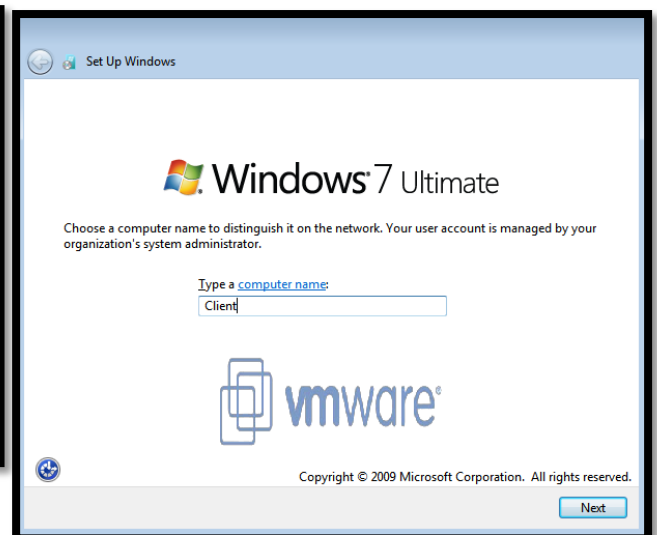 Set Up Windows
Windows® 7 Ultimate
Choose a computer name to distinguish it on the network. Your user account is managed by your
organization's system administrator.
Type a computer name:
Client
vmware®
Copyright © 2009 Microsoft Corporation. All rights reserved.
Next